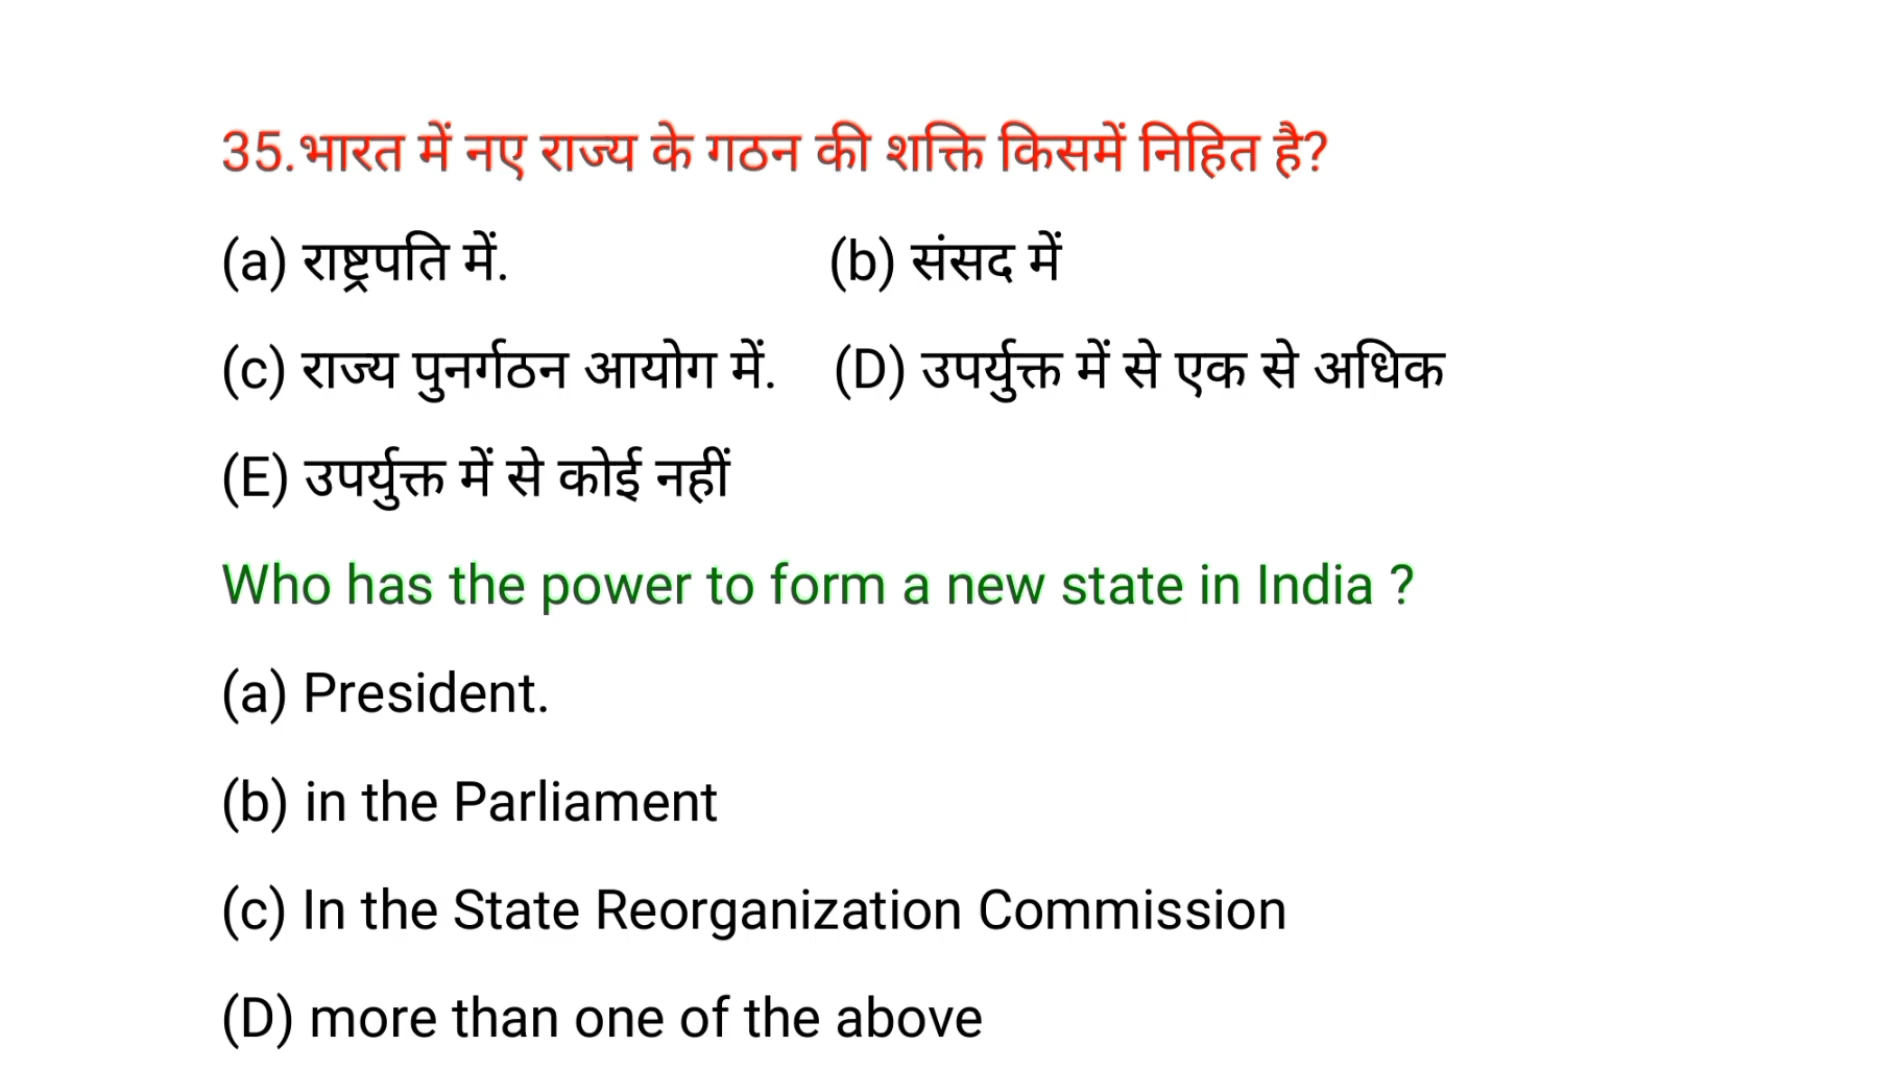 35.भारत में नए राज्य के गठन की शक्ति किसमें निहित है?
(a) राष्ट्रपति में. (b) संसद में
(c) राज्य पुनर्गठन आयोग में. (D) उपर्युक्त में से एक से अधिक
(E) उपर्युक्त में से कोई नहीं
Who has the power to form a new state in India ?
(a) President.
(b) in the Parliament
(c) In the State Reorganization Commission
(D) more than one of the above